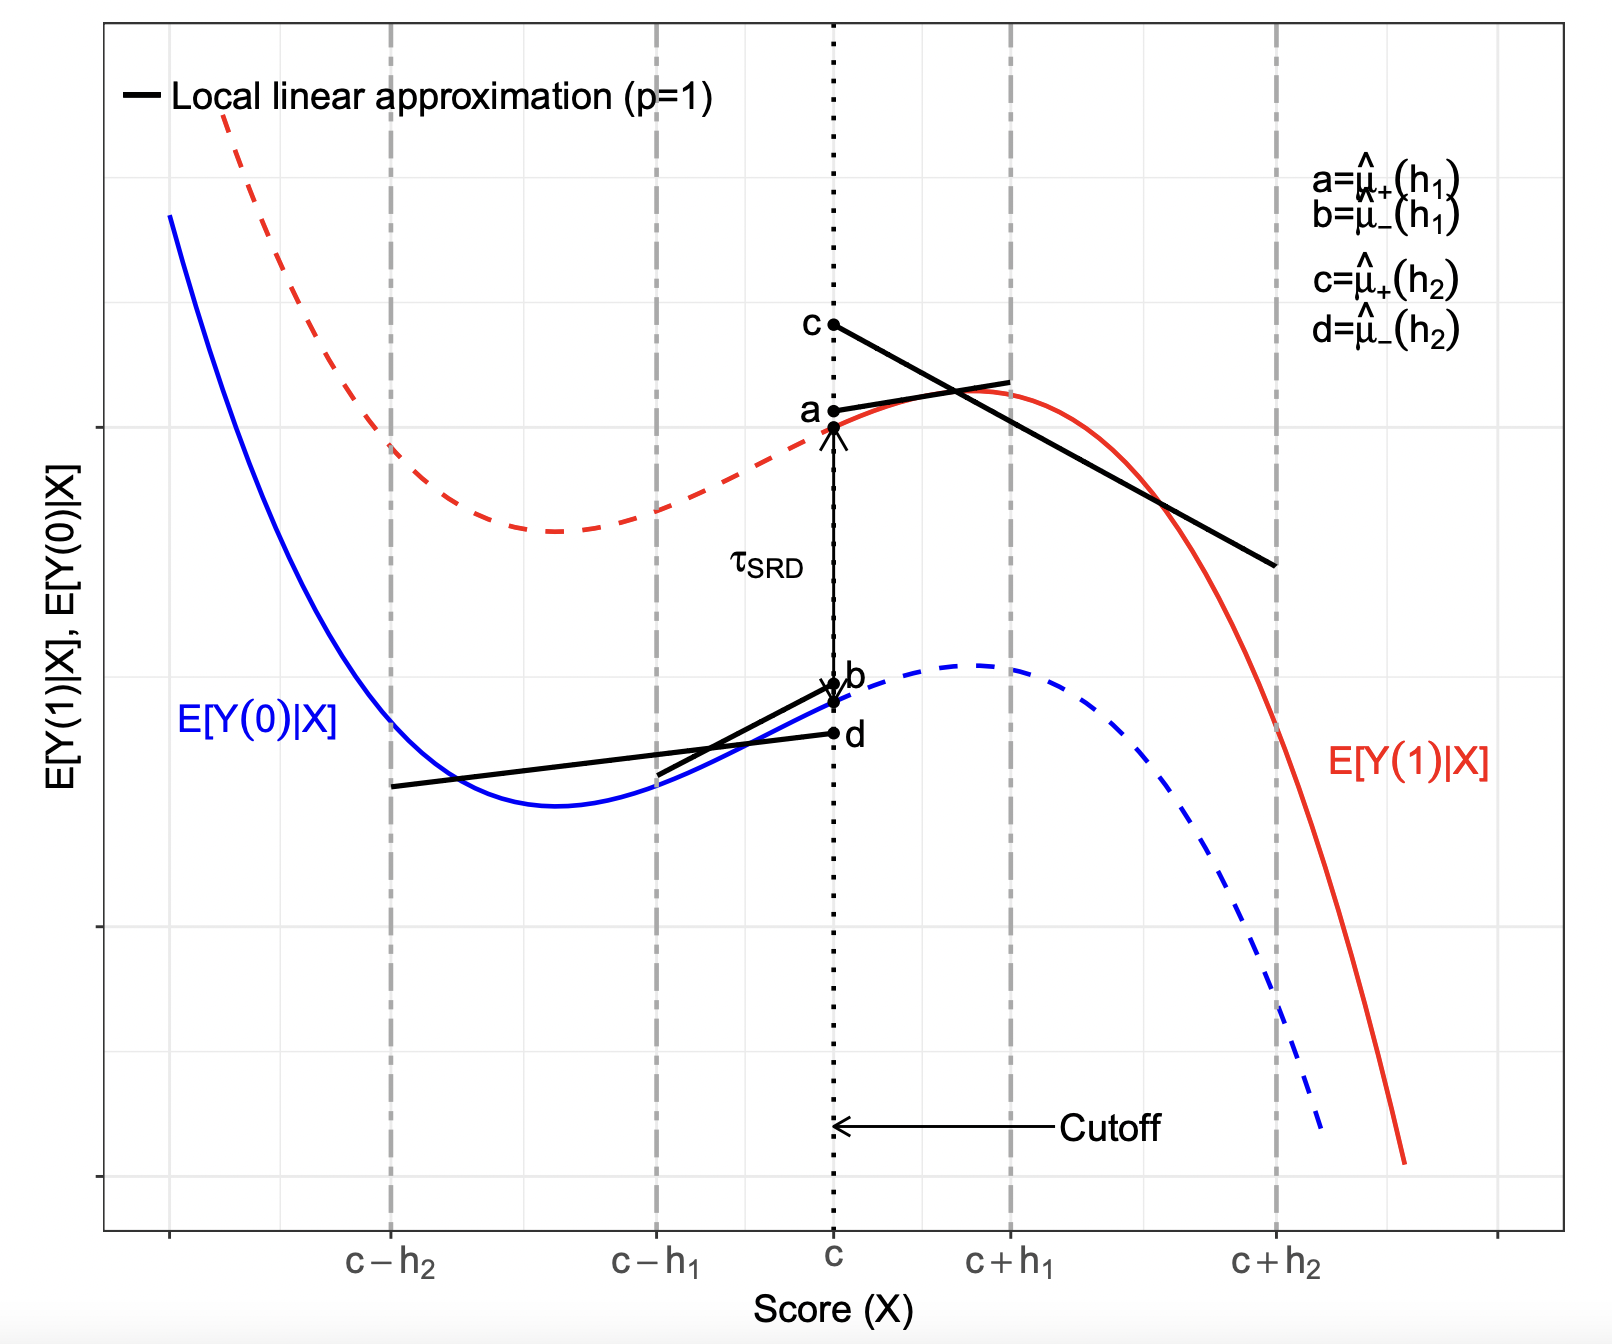 Local linear approximation (p=1)
a=μ̂₊(h₁)
b=μ̂₋(h₁)
c=μ̂₊(h₂)
d=μ̂₋(h₂)
c
a
τSRD
b
d
E[Y(0)|X]
E[Y(1)|X]
Cutoff
E[Y(1)|X], E[Y(0)|X]
c−h₂
c−h₁
c
c+h₁
c+h₂
Score (X)